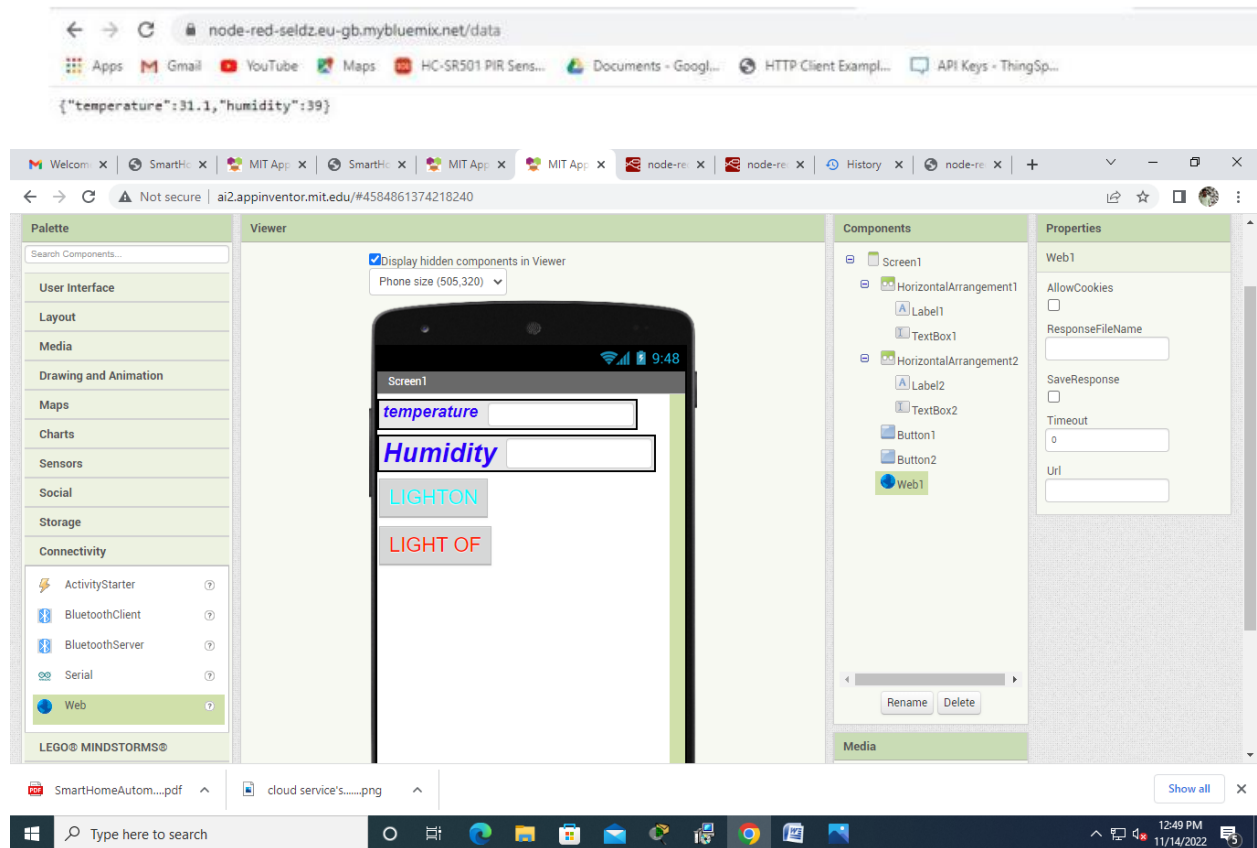 node-red-seldz.eu-gb.mybluemix.net/data
Apps Gmail YouTube Maps HC-SR501 PIR Sens... Documents - Googl... HTTP Client Exampl... API Keys - ThingSp...
{"temperature":31.1,"humidity":39}
Welcom SmartHo MIT App SmartHo MIT App MIT App node-re node-re History node-re
Not secure ai2.appinventor.mit.edu/#4584861374218240
Palette Viewer Components Properties
Search Components...
User Interface
Layout
Media
Drawing and Animation
Maps
Charts
Sensors
Social
Storage
Connectivity
ActivityStarter
BluetoothClient
BluetoothServer
Serial
Web
LEGO® MINDSTORMS®
Display hidden components in Viewer
Phone size (505,320)
9:48
Screen1
temperature
Humidity
LIGHTON
LIGHT OF
Screen1
HorizontalArrangement1
Label1
TextBox1
HorizontalArrangement2
Label2
TextBox2
Button1
Button2
Web1
Rename Delete
Media
Web1
AllowCookies
ResponseFileName
SaveResponse
Timeout
0
Url
SmartHomeAutom....pdf cloud service's.......png Show all
Type here to search
12:49 PM
11/14/2022
5